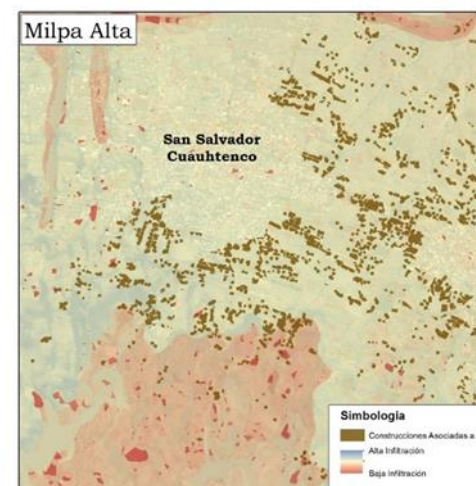 Milpa Alta
San Salvador
Cuauhtenco
Simbología
Construcciones Asociadas a
Alta Infiltración
Baja infiltración